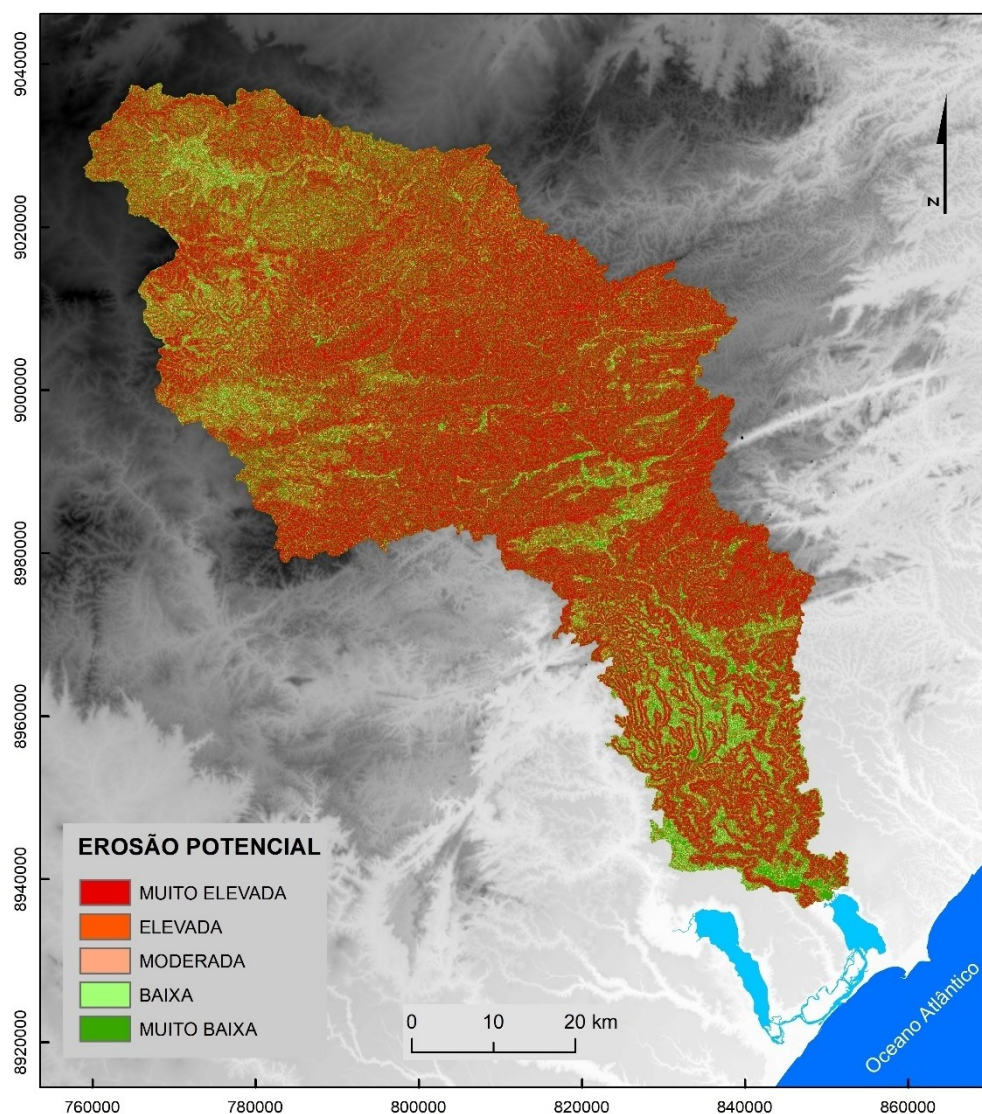 9040000
9020000
9000000
8980000
8960000
8940000
8920000
N
EROSÃO POTENCIAL
MUITO ELEVADA
ELEVADA
MODERADA
BAIXA
MUITO BAIXA
0 10 20 km
Oceano Atlântico
760000 780000 800000 820000 840000 860000